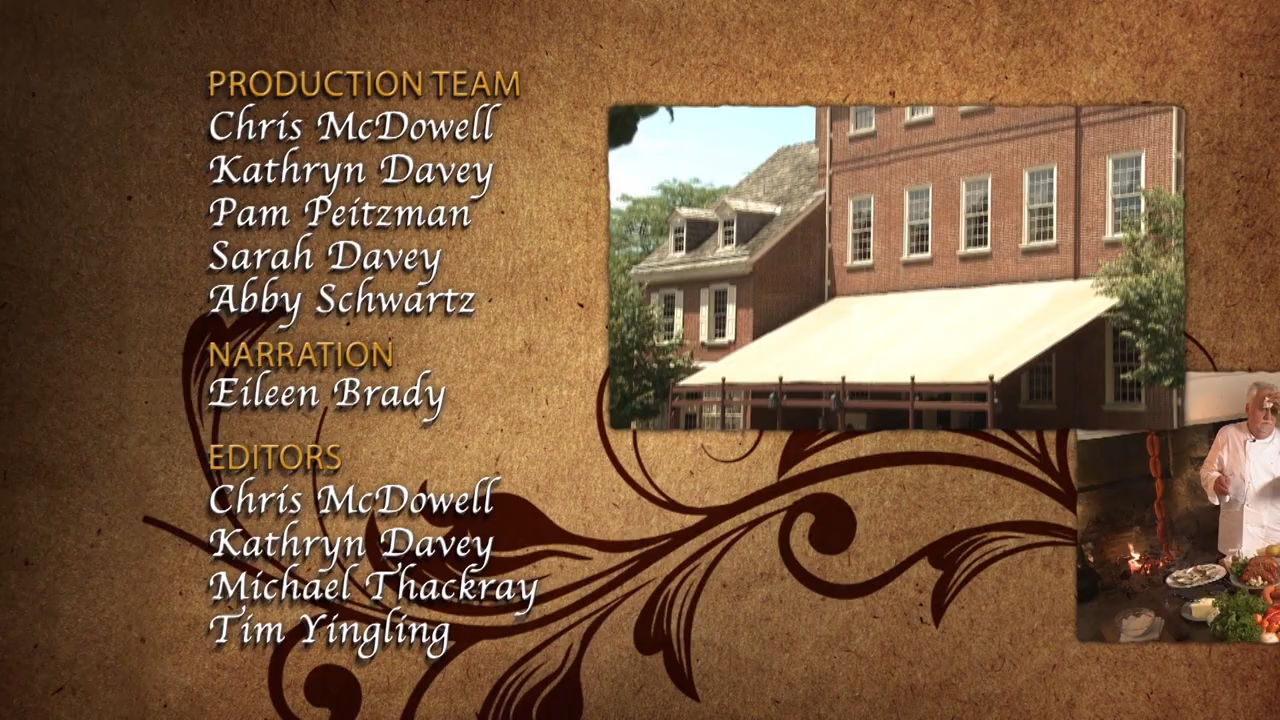 PRODUCTION TEAM
Chris McDowell
Kathryn Davey
Pam Peitzman
Sarah Davey
Abby Schwartz
NARRATION
Eileen Brady
EDITORS
Chris McDowell
Kathryn Davey
Michael Thackray
Tim Yingling